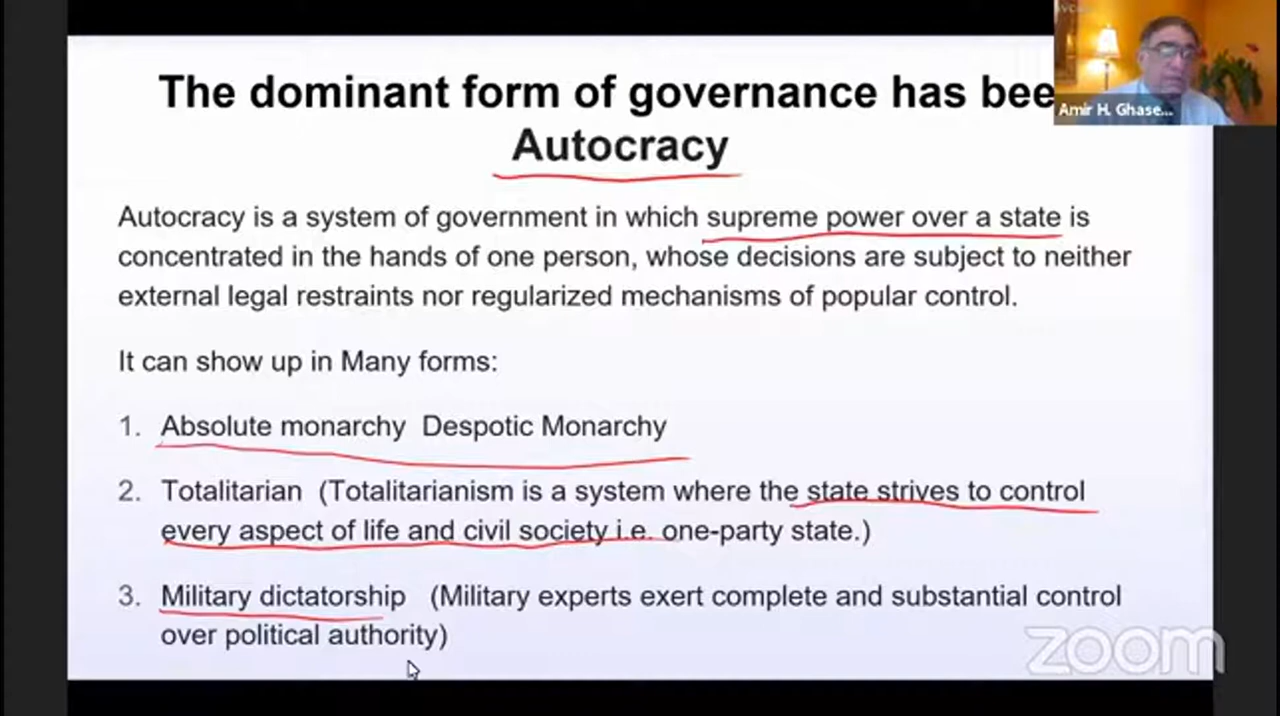 The dominant form of governance has bee
Autocracy
Amir H. Ghase...
Autocracy is a system of government in which supreme power over a state is
concentrated in the hands of one person, whose decisions are subject to neither
external legal restraints nor regularized mechanisms of popular control.
It can show up in Many forms:
1. Absolute monarchy Despotic Monarchy
2. Totalitarian (Totalitarianism is a system where the state strives to control
every aspect of life and civil society i.e. one-party state.)
3. Military dictatorship (Military experts exert complete and substantial control
over political authority)
zoom